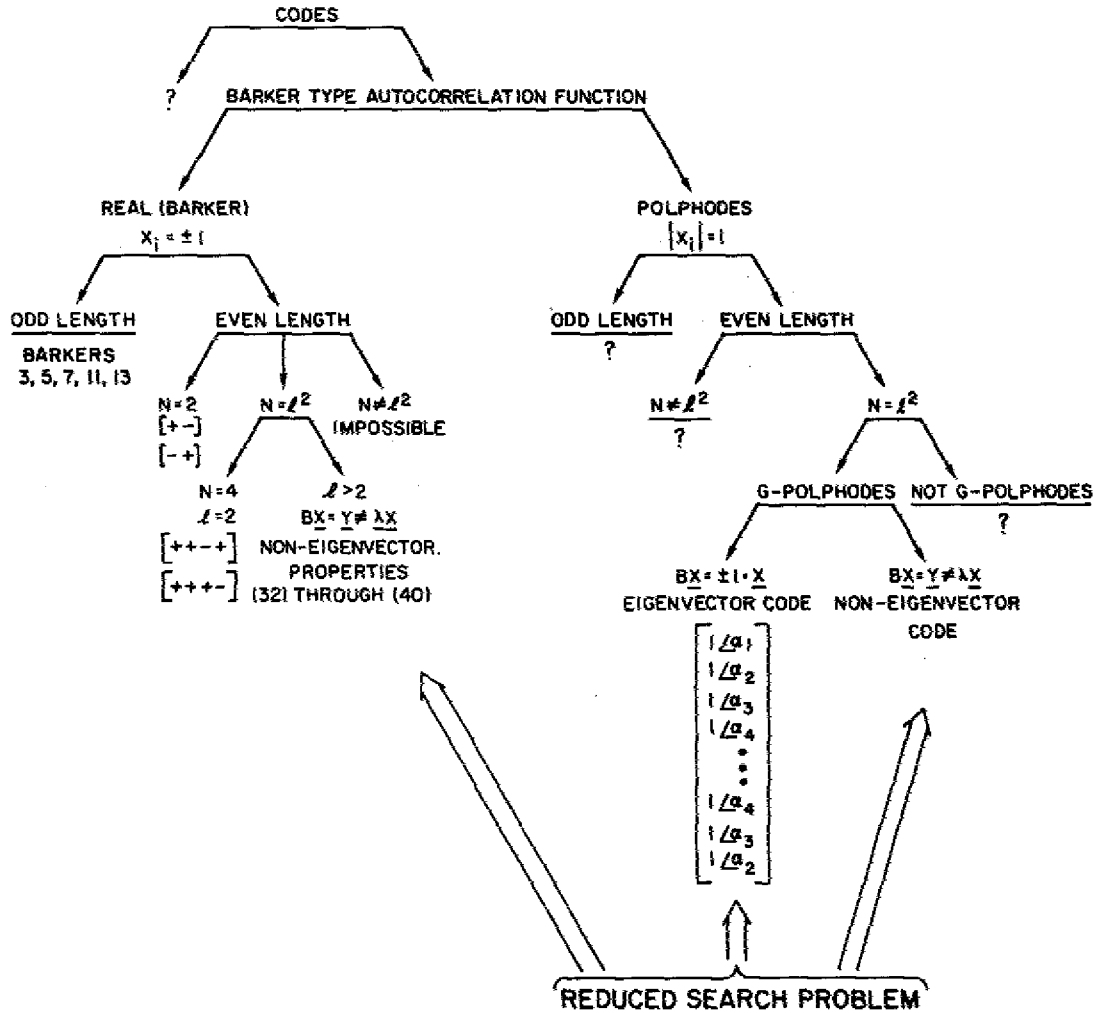 CODES
?
BARKER TYPE AUTOCORRELATION FUNCTION
REAL (BARKER)
X_i = ± 1
POLPHODES
|X_i| = 1
ODD LENGTH
BARKERS
3, 5, 7, 11, 13
EVEN LENGTH
N = 2
[+ -]
[- +]
N = ℓ²
N ≠ ℓ²
IMPOSSIBLE
N = 4
ℓ = 2
[+ + - +]
[+ + + -]
ℓ > 2
BX = Y ≠ λX
NON-EIGENVECTOR.
PROPERTIES
(32) THROUGH (40)
ODD LENGTH
?
EVEN LENGTH
N ≠ ℓ²
?
N = ℓ²
G-POLPHODES
NOT G-POLPHODES
?
BX = ±1 · X
EIGENVECTOR CODE
1 ∠α₁
1 ∠α₂
1 ∠α₃
1 ∠α₄
1 ∠α₄
1 ∠α₃
1 ∠α₂
BX = Y ≠ λX
NON-EIGENVECTOR
CODE
REDUCED SEARCH PROBLEM